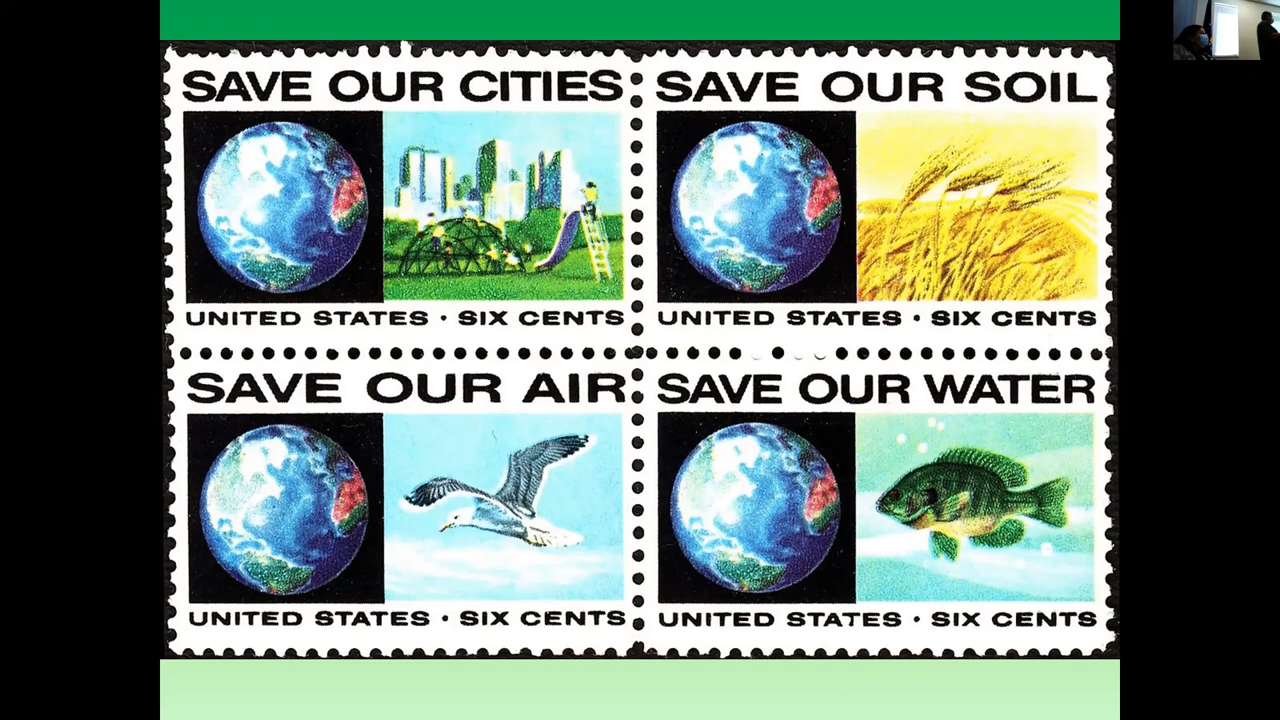 SAVE OUR CITIES
UNITED STATES · SIX CENTS
SAVE OUR SOIL
UNITED STATES · SIX CENTS
SAVE OUR AIR
UNITED STATES · SIX CENTS
SAVE OUR WATER
UNITED STATES · SIX CENTS